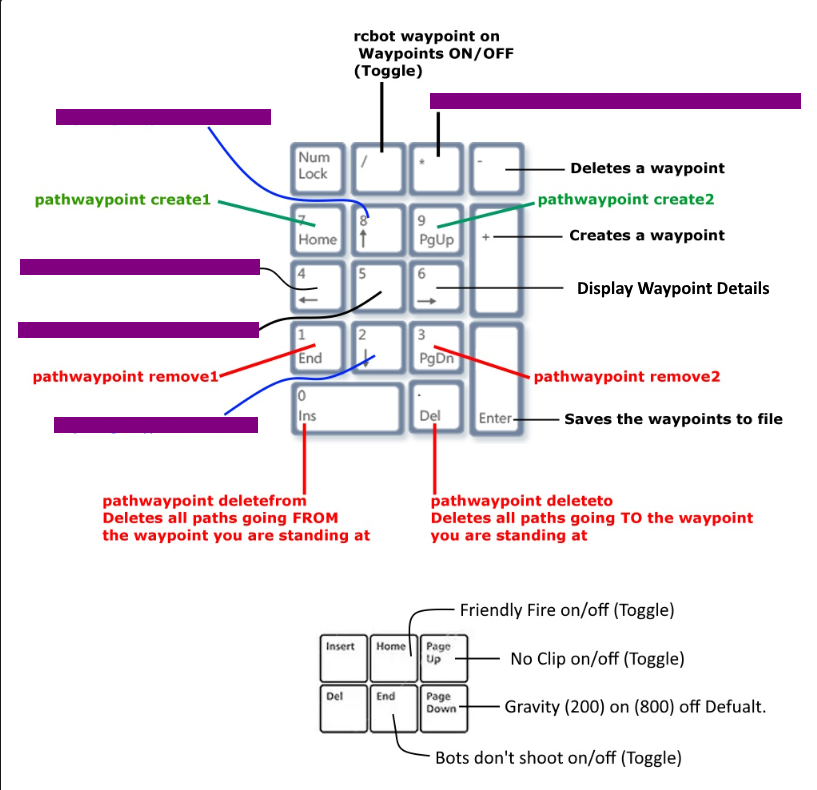 rcbot waypoint on
Waypoints ON/OFF
(Toggle)
Num
Lock
/
*
-
Deletes a waypoint
pathwaypoint create1
pathwaypoint create2
7
Home
8
↑
9
PgUp
+
Creates a waypoint
4
←
5
6
→
Display Waypoint Details
1
End
2
↓
3
PgDn
pathwaypoint remove1
pathwaypoint remove2
0
Ins
.
Del
Enter
Saves the waypoints to file
pathwaypoint deletefrom
Deletes all paths going FROM
the waypoint you are standing at
pathwaypoint deleteto
Deletes all paths going TO the waypoint
you are standing at
Friendly Fire on/off (Toggle)
Insert
Home
Page
Up
No Clip on/off (Toggle)
Del
End
Page
Down
Gravity (200) on (800) off Defualt.
Bots don't shoot on/off (Toggle)